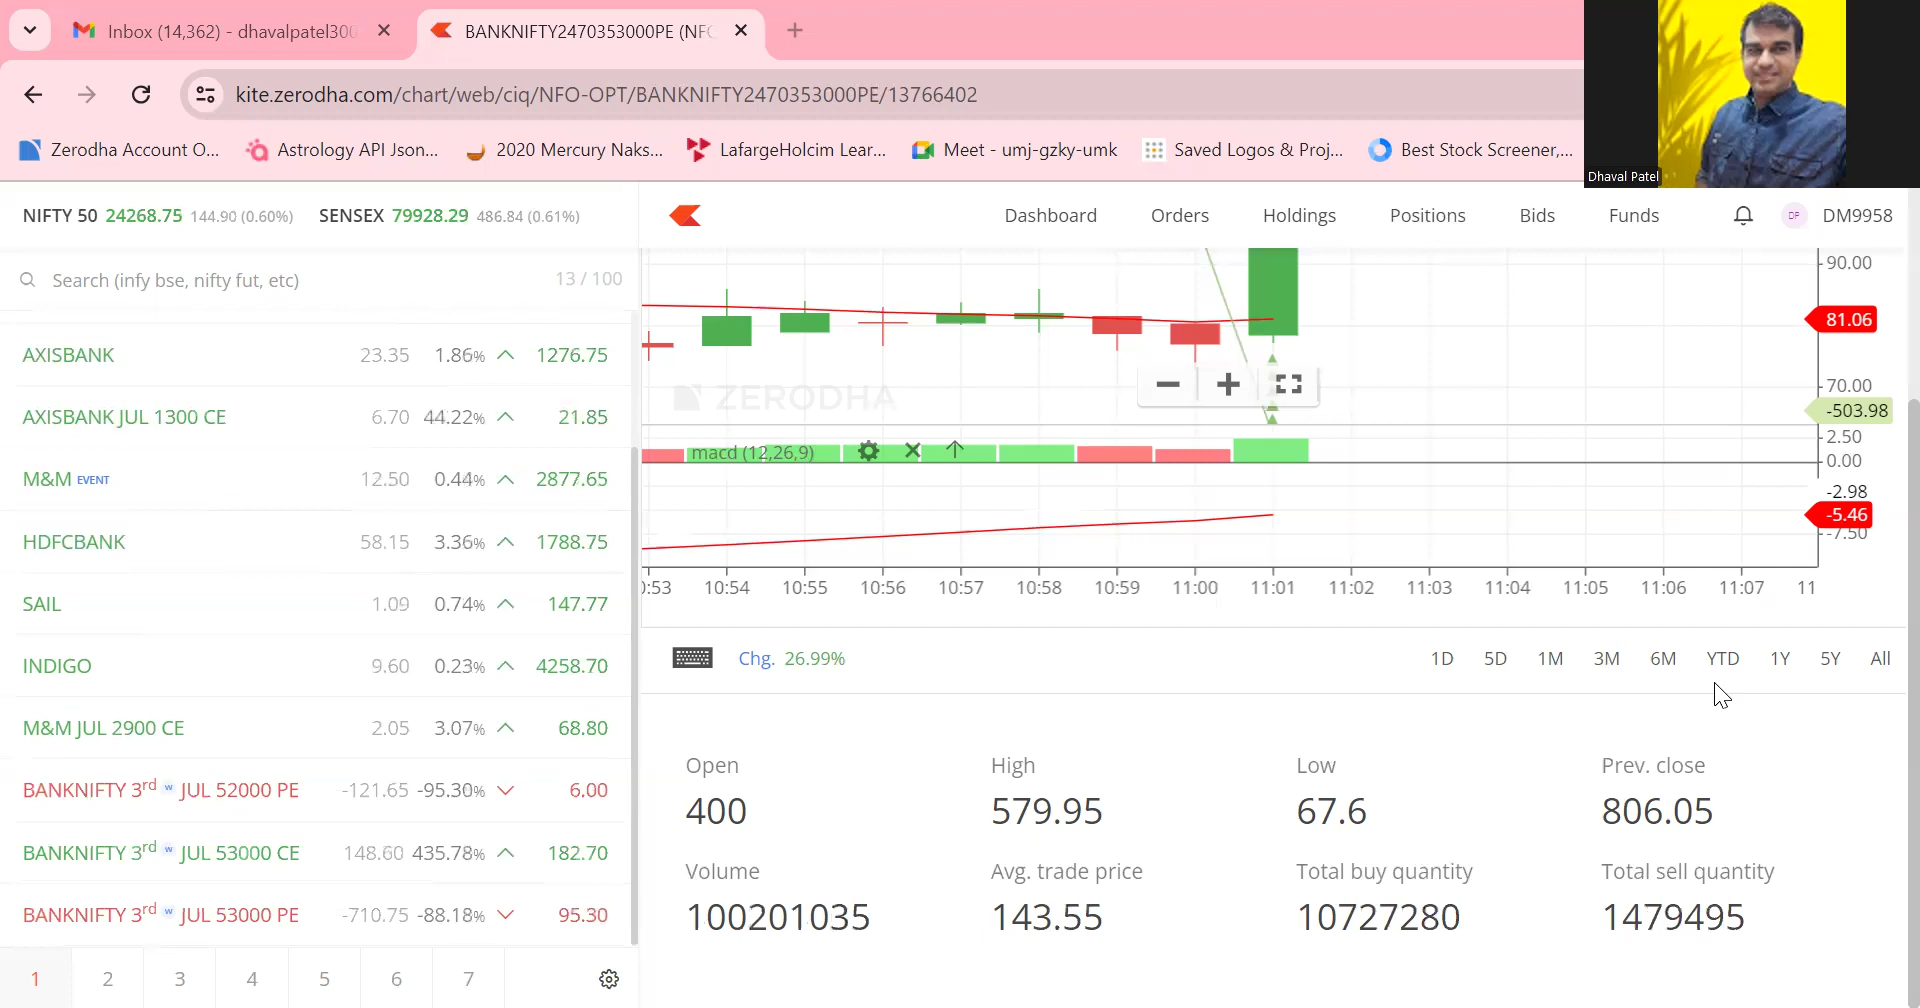 Inbox (14,362) - dhavalpatel300
BANKNIFTY2470353000PE (NFO
kite.zerodha.com/chart/web/ciq/NFO-OPT/BANKNIFTY2470353000PE/13766402
Zerodha Account O...
Astrology API Json...
2020 Mercury Naks...
LafargeHolcim Lear...
Meet - umj-gzky-umk
Saved Logos & Proj...
Best Stock Screener,...
Dhaval Patel
NIFTY 50 24268.75 144.90 (0.60%) SENSEX 79928.29 486.84 (0.61%)
Dashboard Orders Holdings Positions Bids Funds DP DM9958
Search (infy bse, nifty fut, etc) 13 / 100
AXISBANK 23.35 1.86% 1276.75
AXISBANK JUL 1300 CE 6.70 44.22% 21.85
M&M EVENT 12.50 0.44% 2877.65
HDFCBANK 58.15 3.36% 1788.75
SAIL 1.09 0.74% 147.77
INDIGO 9.60 0.23% 4258.70
M&M JUL 2900 CE 2.05 3.07% 68.80
BANKNIFTY 3rd w JUL 52000 PE -121.65 -95.30% 6.00
BANKNIFTY 3rd w JUL 53000 CE 148.60 435.78% 182.70
BANKNIFTY 3rd w JUL 53000 PE -710.75 -88.18% 95.30
1 2 3 4 5 6 7
90.00
81.06
70.00
-503.98
ZERODHA
macd (12,26,9)
2.50
0.00
-2.98
-5.46
-7.50
0:53 10:54 10:55 10:56 10:57 10:58 10:59 11:00 11:01 11:02 11:03 11:04 11:05 11:06 11:07 11
Chg. 26.99%
1D 5D 1M 3M 6M YTD 1Y 5Y All
Open High Low Prev. close
400 579.95 67.6 806.05
Volume Avg. trade price Total buy quantity Total sell quantity
100201035 143.55 10727280 1479495